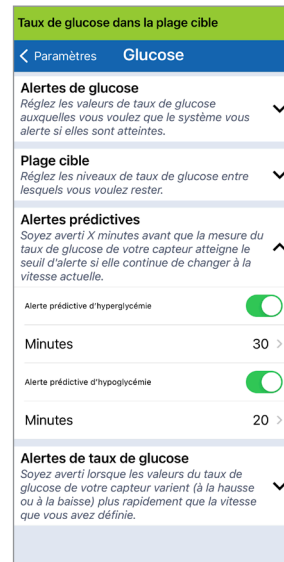 Taux de glucose dans la plage cible
Paramètres Glucose
Alertes de glucose
Réglez les valeurs de taux de glucose
auxquelles vous voulez que le système vous
alerte si elles sont atteintes.
Plage cible
Réglez les niveaux de taux de glucose entre
lesquels vous voulez rester.
Alertes prédictives
Soyez averti X minutes avant que la mesure du
taux de glucose de votre capteur atteigne le
seuil d'alerte si elle continue de changer à la
vitesse actuelle.
Alerte prédictive d'hyperglycémie
Minutes 30
Alerte prédictive d'hypoglycémie
Minutes 20
Alertes de taux de glucose
Soyez averti lorsque les valeurs du taux de
glucose de votre capteur varient (à la hausse
ou à la baisse) plus rapidement que la vitesse
que vous avez définie.